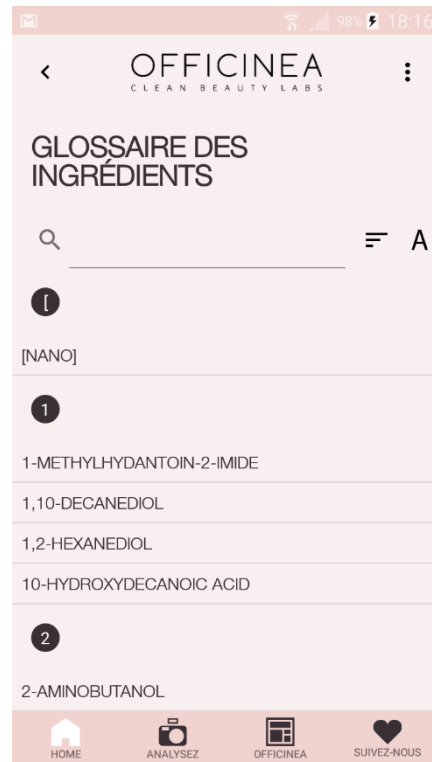 98% 18:16
OFFICINEA
CLEAN BEAUTY LABS
GLOSSAIRE DES
INGRÉDIENTS
A
[
[NANO]
1
1-METHYLHYDANTOIN-2-IMIDE
1,10-DECANEDIOL
1,2-HEXANEDIOL
10-HYDROXYDECANOIC ACID
2
2-AMINOBUTANOL
HOME ANALYSEZ OFFICINEA SUIVEZ-NOUS